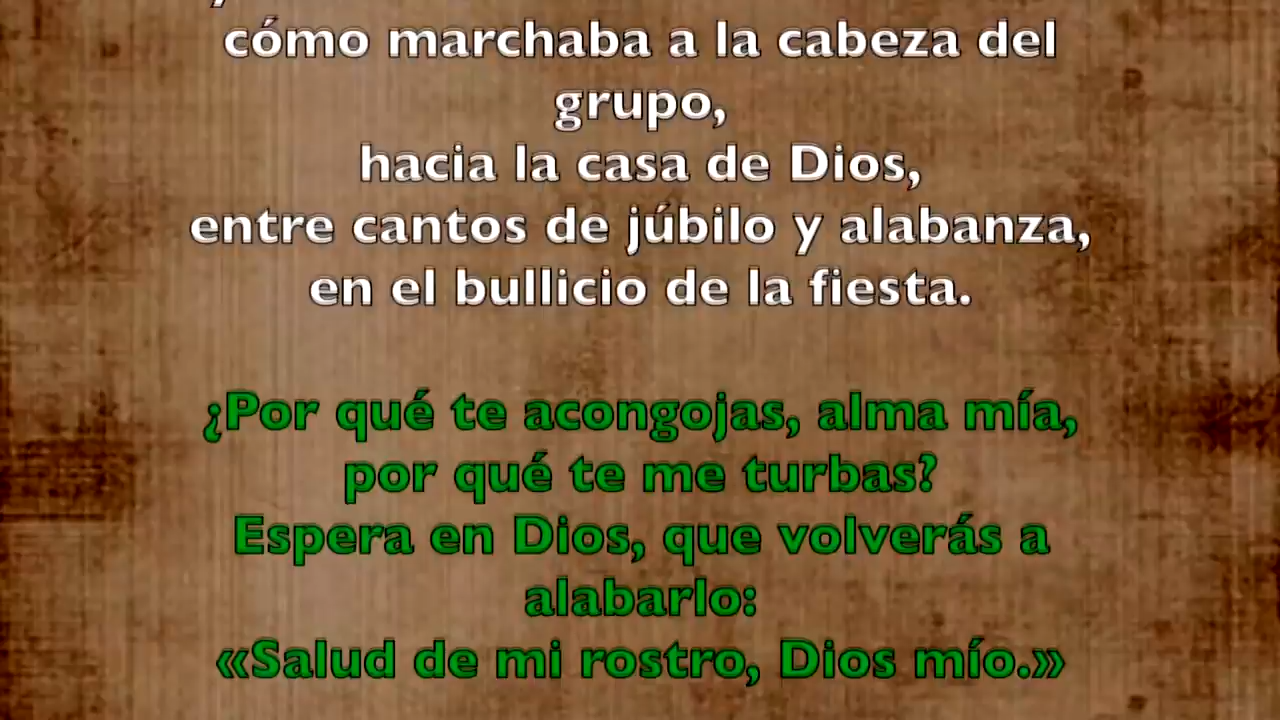 cómo marchaba a la cabeza del
grupo,
hacia la casa de Dios,
entre cantos de júbilo y alabanza,
en el bullicio de la fiesta.
¿Por qué te acongojas, alma mía,
por qué te me turbas?
Espera en Dios, que volverás a
alabarlo:
«Salud de mi rostro, Dios mío.»